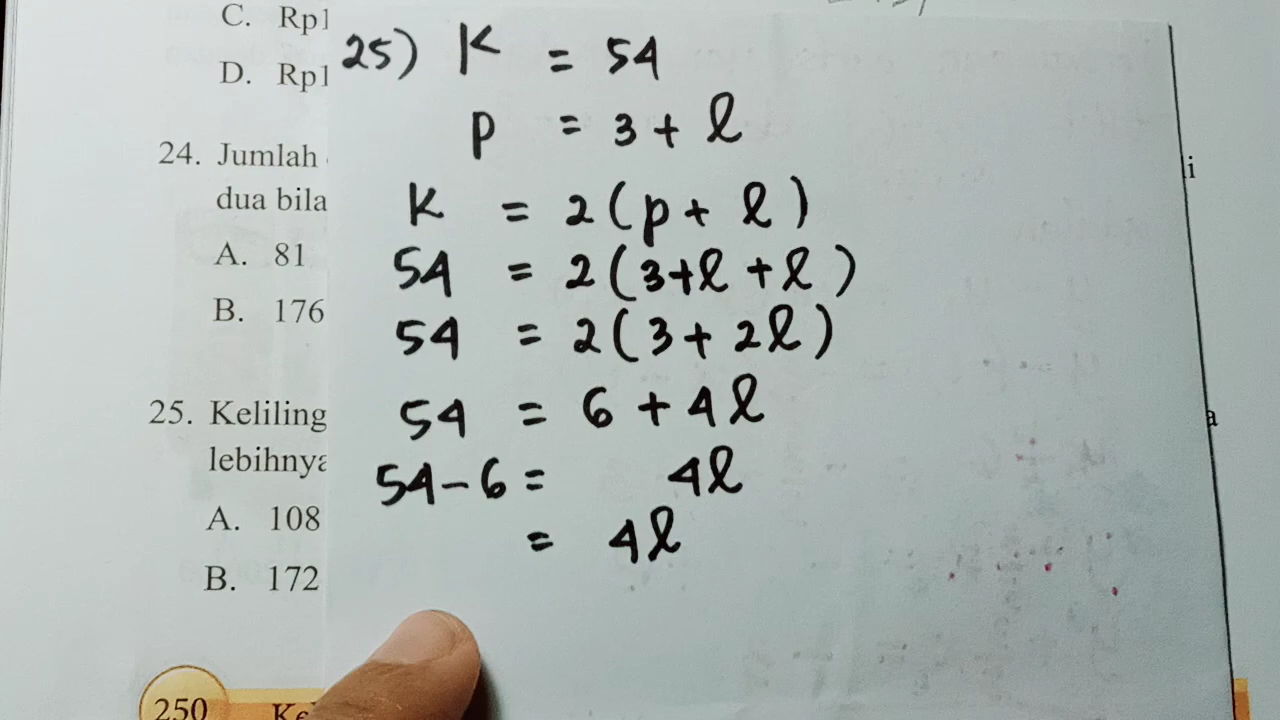 C. Rp1
D. Rp1
24. Jumlah
dua bila
A. 81
B. 176
25. Keliling
lebihnya
A. 108
B. 172
250
25) K = 54
p = 3 + l
K = 2(p + l)
54 = 2(3+l + l)
54 = 2(3 + 2l)
54 = 6 + 4l
54 - 6 = 4l
= 4l
i
a